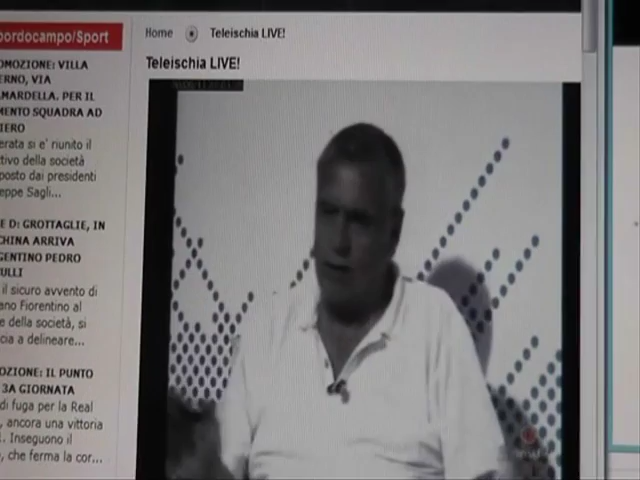 bordocampo/Sport
OMOZIONE: VILLA
ERNO, VIA
MARDELLA. PER IL
MENTO SQUADRA AD
IERO
erata si e' riunito il
tivo della società
posto dai presidenti
eppe Sagli...
E D: GROTTAGLIE, IN
CHINA ARRIVA
GENTINO PEDRO
ULLI
il sicuro avvento di
ano Fiorentino al
e della società, si
cia a delineare...
OZIONE: IL PUNTO
3A GIORNATA
di fuga per la Real
, ancora una vittoria
l. Inseguono il
, che ferma la cor...
Home Teleischia LIVE!
Teleischia LIVE!